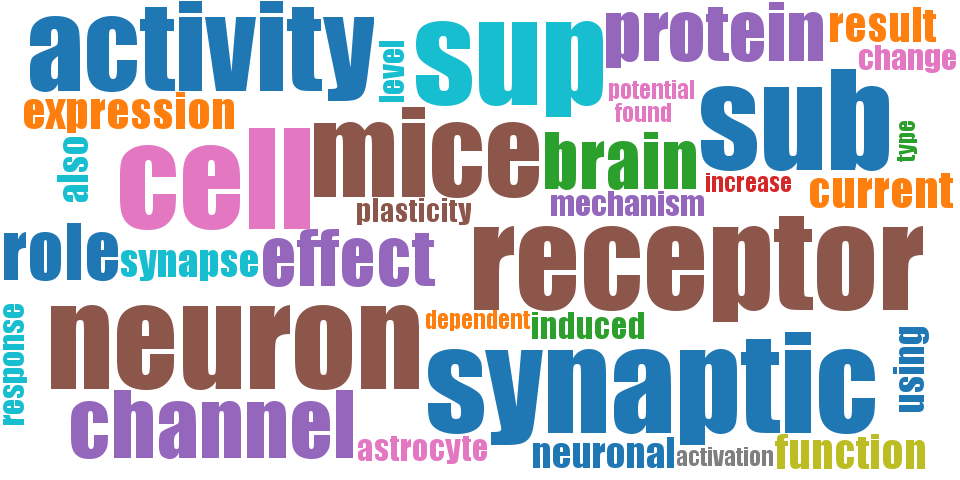 activity
level
sup
protein
result
change
expression
potential
found
sub
type
also
cell
mice
brain
increase
current
plasticity
mechanism
role
synapse
effect
receptor
response
neuron
dependent
induced
synaptic
using
channel
astrocyte
neuronal
activation
function